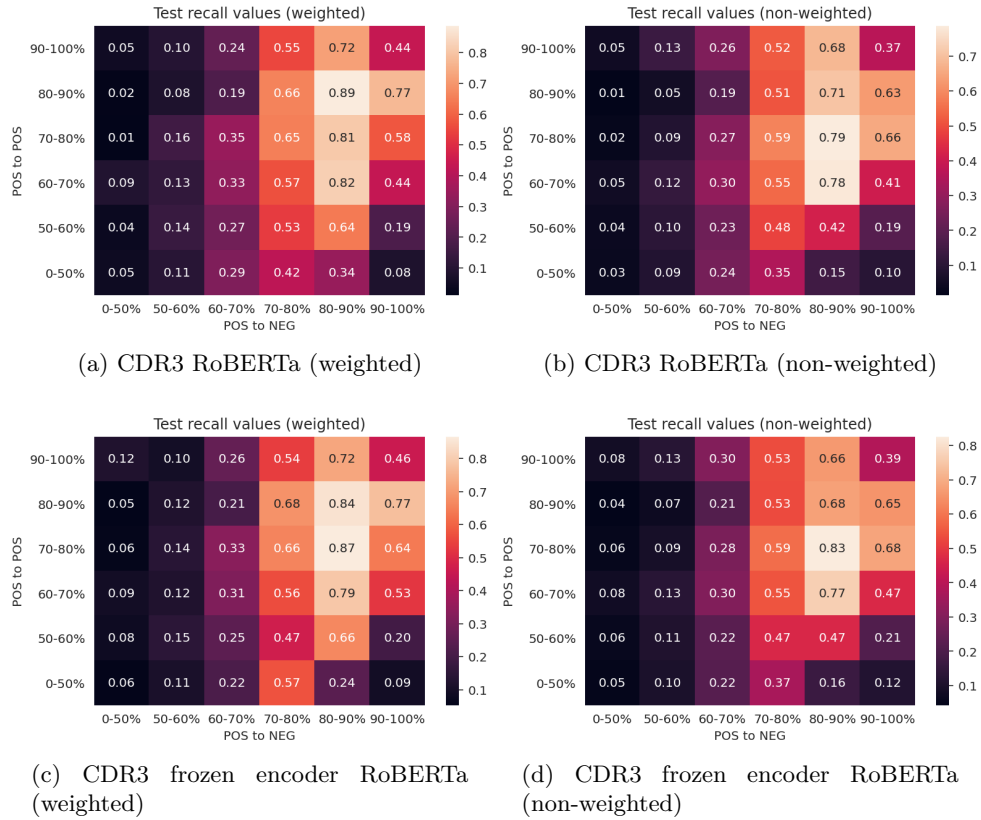 Test recall values (weighted)
90-100% 0.05 0.10 0.24 0.55 0.72 0.44
80-90% 0.02 0.08 0.19 0.66 0.89 0.77
70-80% 0.01 0.16 0.35 0.65 0.81 0.58
60-70% 0.09 0.13 0.33 0.57 0.82 0.44
50-60% 0.04 0.14 0.27 0.53 0.64 0.19
0-50% 0.05 0.11 0.29 0.42 0.34 0.08
0-50% 50-60% 60-70% 70-80% 80-90% 90-100%
POS to NEG
POS to POS
0.8
0.7
0.6
0.5
0.4
0.3
0.2
0.1
(a) CDR3 RoBERTa (weighted)
Test recall values (non-weighted)
90-100% 0.05 0.13 0.26 0.52 0.68 0.37
80-90% 0.01 0.05 0.19 0.51 0.71 0.63
70-80% 0.02 0.09 0.27 0.59 0.79 0.66
60-70% 0.05 0.12 0.30 0.55 0.78 0.41
50-60% 0.04 0.10 0.23 0.48 0.42 0.19
0-50% 0.03 0.09 0.24 0.35 0.15 0.10
0-50% 50-60% 60-70% 70-80% 80-90% 90-100%
POS to NEG
POS to POS
0.7
0.6
0.5
0.4
0.3
0.2
0.1
(b) CDR3 RoBERTa (non-weighted)
Test recall values (weighted)
90-100% 0.12 0.10 0.26 0.54 0.72 0.46
80-90% 0.05 0.12 0.21 0.68 0.84 0.77
70-80% 0.06 0.14 0.33 0.66 0.87 0.64
60-70% 0.09 0.12 0.31 0.56 0.79 0.53
50-60% 0.08 0.15 0.25 0.47 0.66 0.20
0-50% 0.06 0.11 0.22 0.57 0.24 0.09
0-50% 50-60% 60-70% 70-80% 80-90% 90-100%
POS to NEG
POS to POS
0.8
0.7
0.6
0.5
0.4
0.3
0.2
0.1
(c) CDR3 frozen encoder RoBERTa
(weighted)
Test recall values (non-weighted)
90-100% 0.08 0.13 0.30 0.53 0.66 0.39
80-90% 0.04 0.07 0.21 0.53 0.68 0.65
70-80% 0.06 0.09 0.28 0.59 0.83 0.68
60-70% 0.08 0.13 0.30 0.55 0.77 0.47
50-60% 0.06 0.11 0.22 0.47 0.47 0.21
0-50% 0.05 0.10 0.22 0.37 0.16 0.12
0-50% 50-60% 60-70% 70-80% 80-90% 90-100%
POS to NEG
POS to POS
0.8
0.7
0.6
0.5
0.4
0.3
0.2
0.1
(d) CDR3 frozen encoder RoBERTa
(non-weighted)